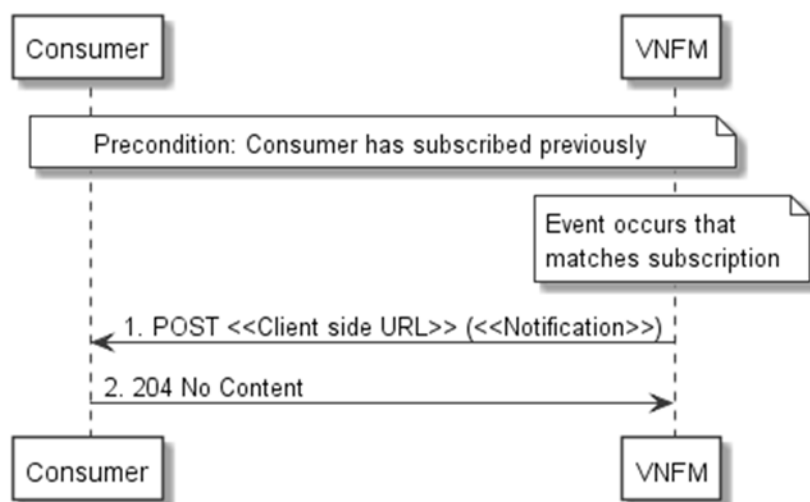 Consumer
VNFM
Precondition: Consumer has subscribed previously
Event occurs that
matches subscription
1. POST <<Client side URL>> (<<Notification>>)
2. 204 No Content
Consumer
VNFM